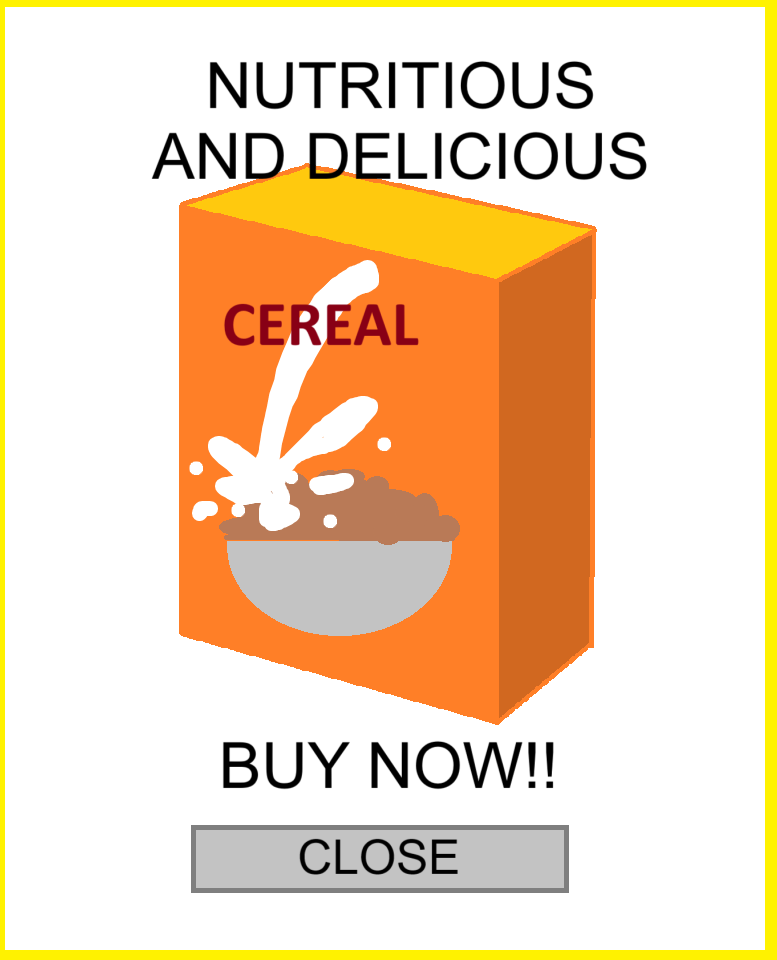 NUTRITIOUS
AND DELICIOUS
CEREAL
BUY NOW!!
CLOSE